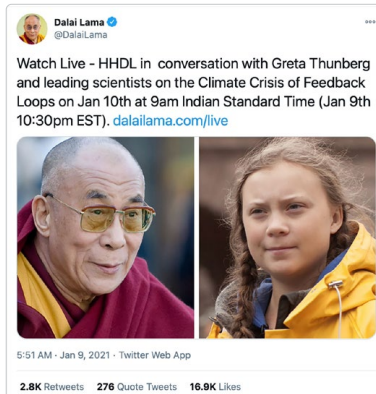 Dalai Lama
@DalaiLama
Watch Live - HHDL in conversation with Greta Thunberg
and leading scientists on the Climate Crisis of Feedback
Loops on Jan 10th at 9am Indian Standard Time (Jan 9th
10:30pm EST). dalailama.com/live
5:51 AM · Jan 9, 2021 · Twitter Web App
2.8K Retweets 276 Quote Tweets 16.9K Likes